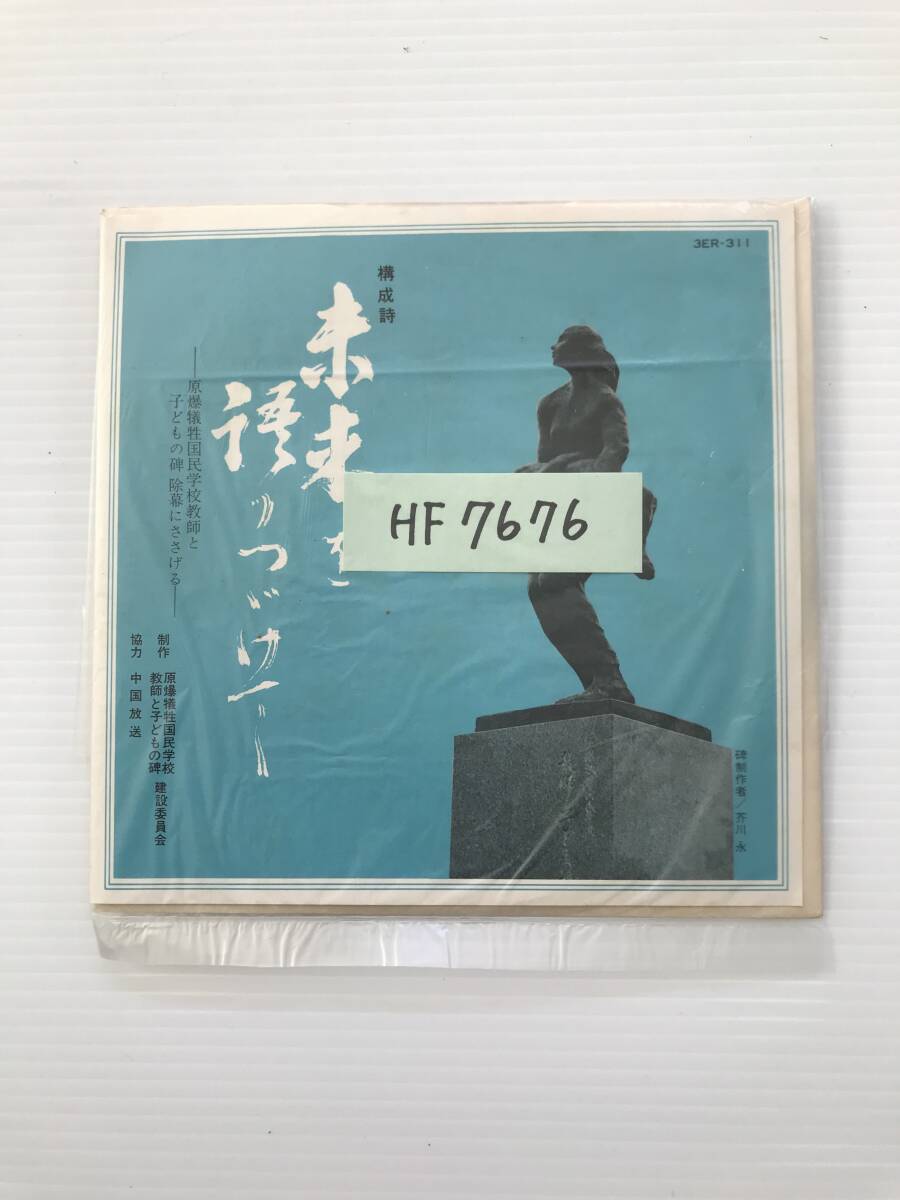 3ER-311
構成詩
未来を
語りつげ
——原爆犠牲国民学校教師と
子どもの碑 除幕にささげる——
制作 原爆犠牲国民学校
教師と子どもの碑 建設委員会
協力 中国放送
碑制作者/芥川 永
HF 7676